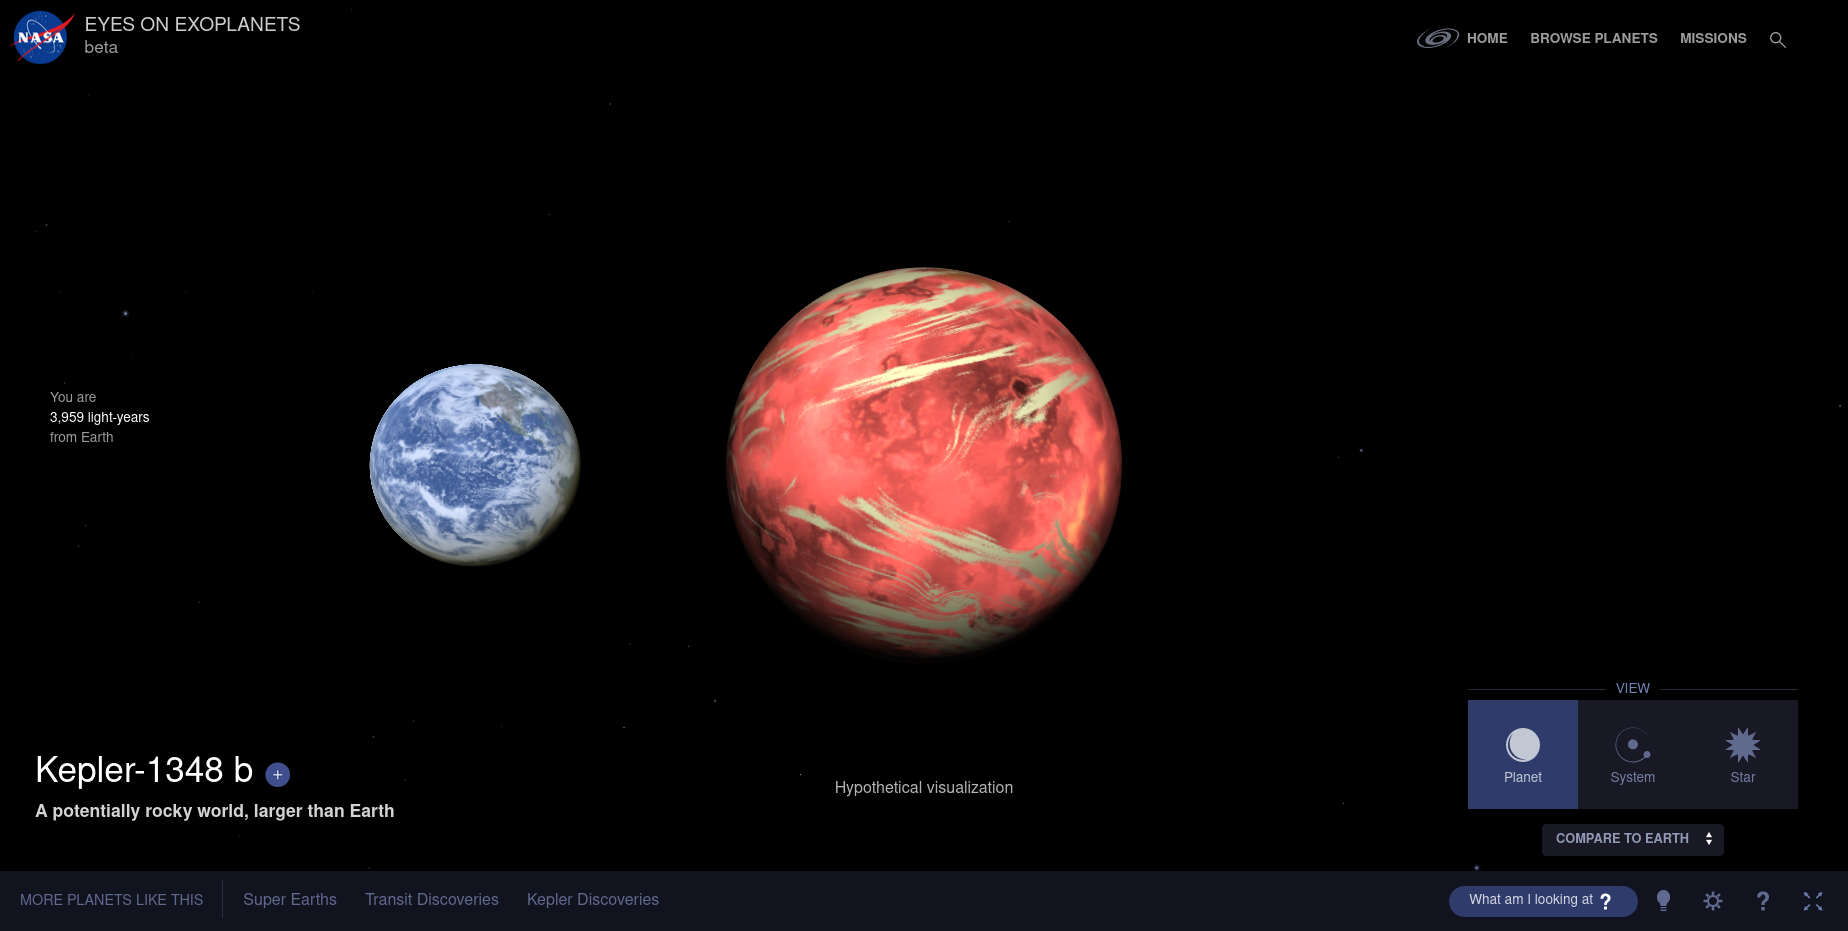 NASA
EYES ON EXOPLANETS
beta
HOME
BROWSE PLANETS
MISSIONS
You are
3,959 light-years
from Earth
Kepler-1348 b +
A potentially rocky world, larger than Earth
Hypothetical visualization
VIEW
Planet
System
Star
COMPARE TO EARTH
MORE PLANETS LIKE THIS
Super Earths
Transit Discoveries
Kepler Discoveries
What am I looking at ?
?